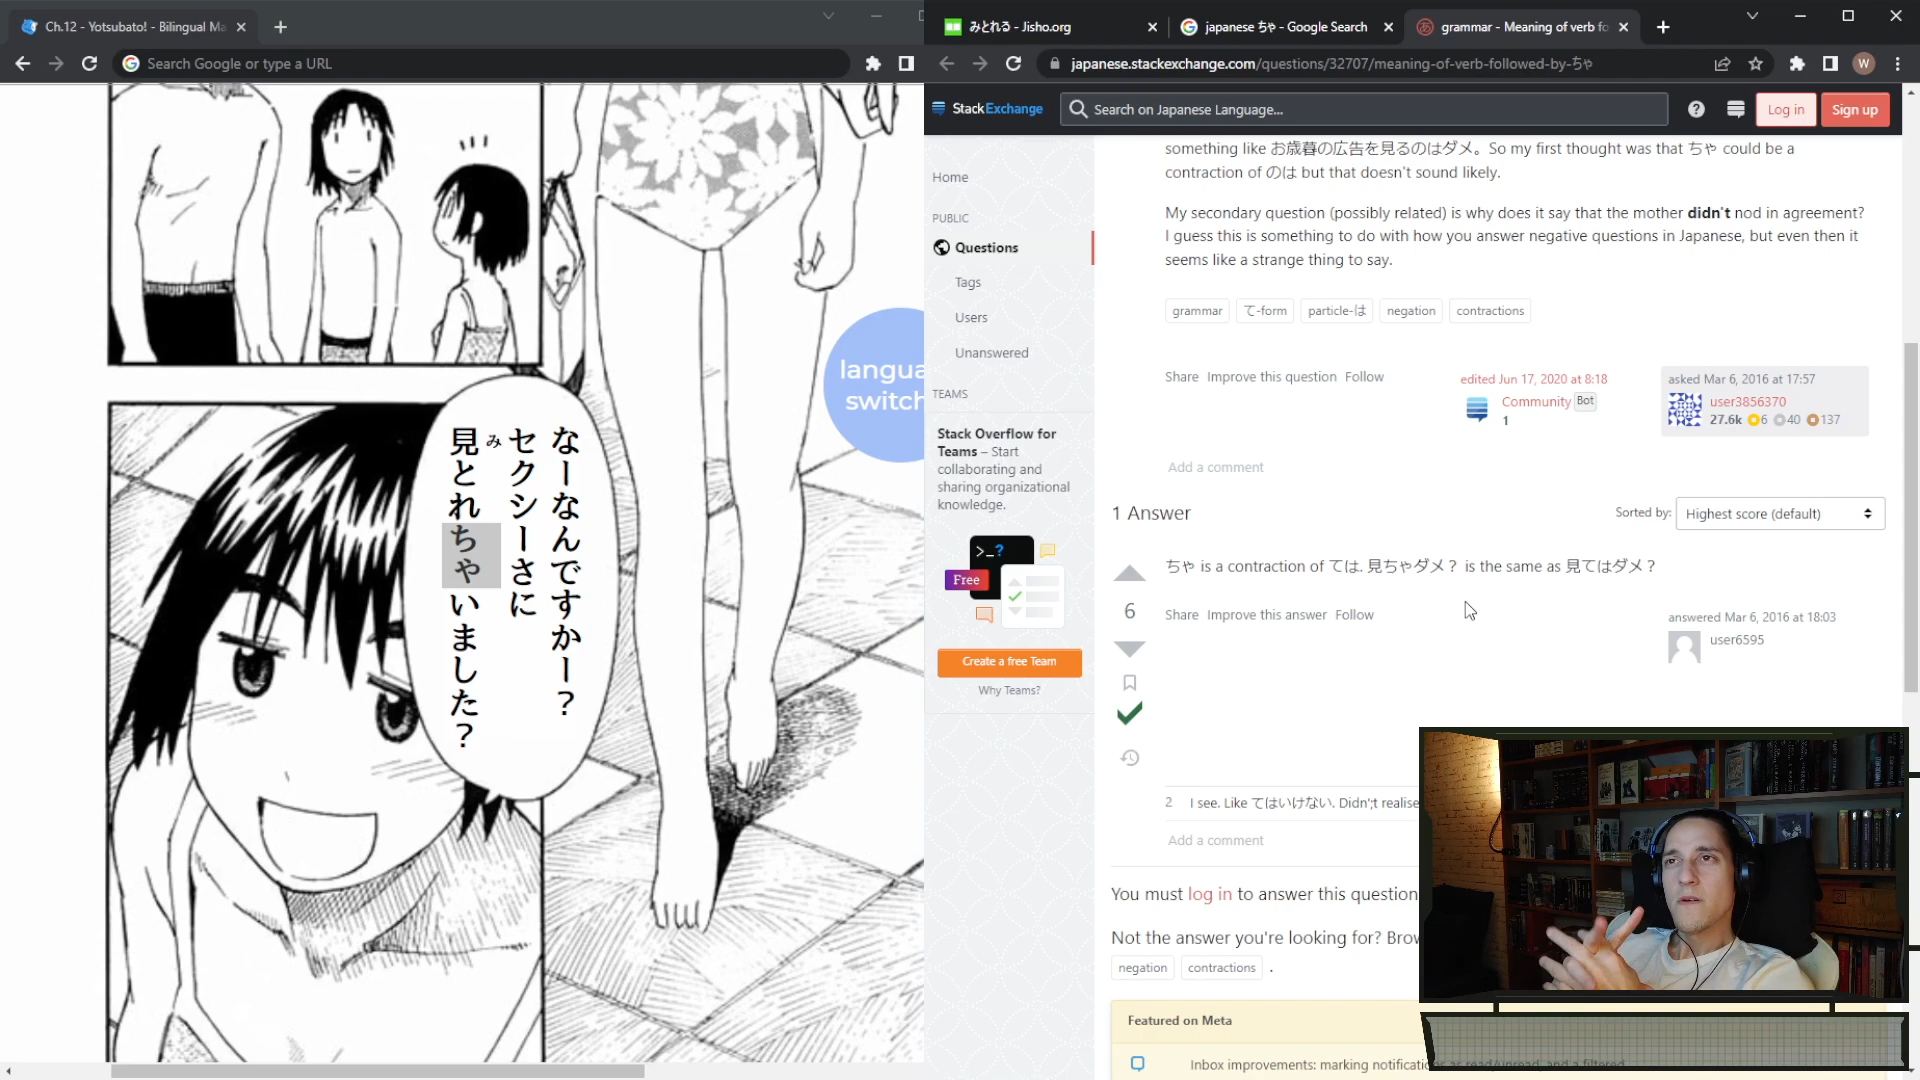 Ch.12 - Yotsubato! - Bilingual Ma
Search Google or type a URL
なーなんですかー？
セクシーさに
見とれちゃいました？
み
langua
switch
みとれる - Jisho.org
japanese ちゃ - Google Search
grammar - Meaning of verb fo
japanese.stackexchange.com/questions/32707/meaning-of-verb-followed-by-ちゃ
W
StackExchange
Search on Japanese Language...
Log in
Sign up
Home
PUBLIC
Questions
Tags
Users
Unanswered
TEAMS
Stack Overflow for
Teams – Start
collaborating and
sharing organizational
knowledge.
>_?
Free
Create a free Team
Why Teams?
something like お歳暮の広告を見るのはダメ。So my first thought was that ちゃ could be a
contraction of のは but that doesn't sound likely.
My secondary question (possibly related) is why does it say that the mother didn't nod in agreement?
I guess this is something to do with how you answer negative questions in Japanese, but even then it
seems like a strange thing to say.
grammar
て-form
particle-は
negation
contractions
Share Improve this question Follow
edited Jun 17, 2020 at 8:18
Community Bot
1
asked Mar 6, 2016 at 17:57
user3856370
27.6k 6 40 137
Add a comment
1 Answer
Sorted by:
Highest score (default)
6
ちゃ is a contraction of ては. 見ちゃダメ？ is the same as 見てはダメ？
Share Improve this answer Follow
answered Mar 6, 2016 at 18:03
user6595
2 I see. Like てはいけない. Didn';t realise
Add a comment
You must log in to answer this question
Not the answer you're looking for? Brow
negation
contractions
.
Featured on Meta
Inbox improvements: marking notifications as read/unread, and a filtered